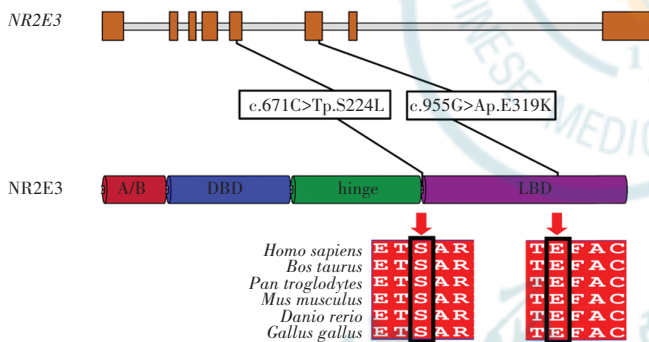 NR2E3
c.671C>Tp.S224L
c.955G>Ap.E319K
NR2E3
A/B
DBD
hinge
LBD
Homo sapiens
Bos taurus
Pan troglodytes
Mus musculus
Danio rerio
Gallus gallus
ETSAR
ETSAR
ETSAR
ETSAR
ETSAR
ETSAR
TEFAC
TEFAC
TEFAC
TEFAC
TEFAC
TEFAC